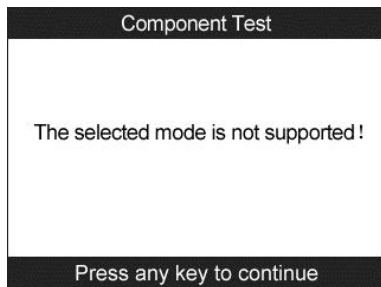 Component Test
The selected mode is not supported!
Press any key to continue